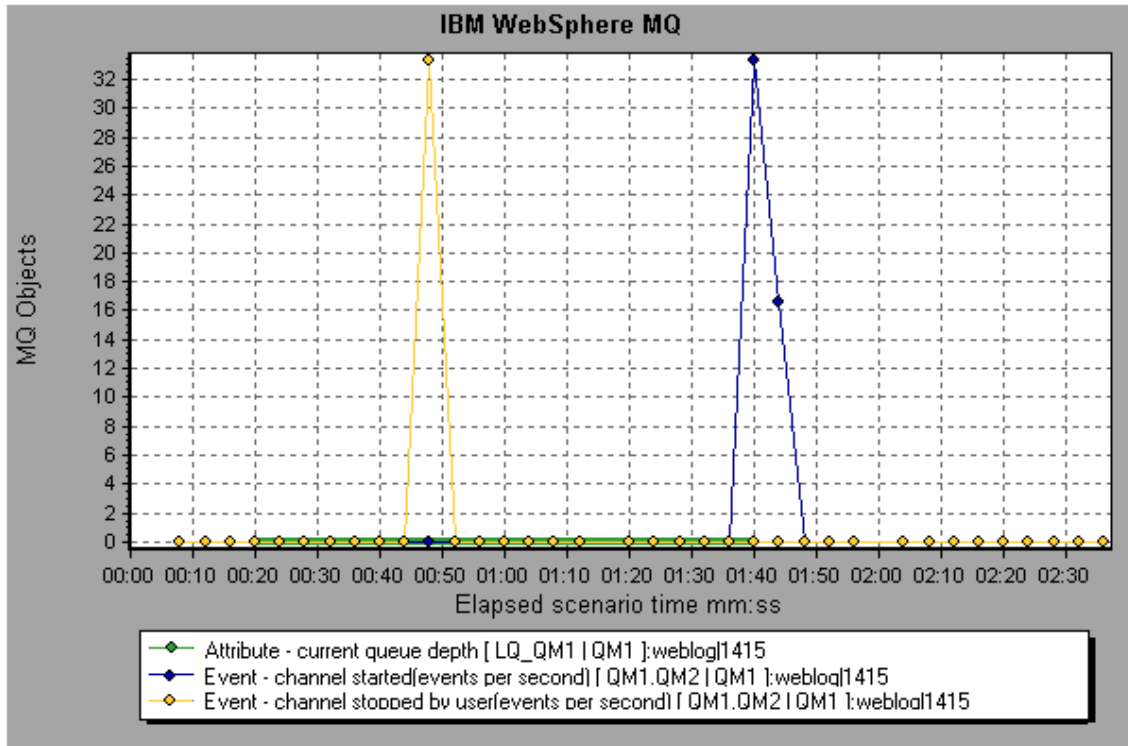 IBM WebSphere MQ
32
30
28
26
24
22
20
18
16
14
12
10
8
6
4
2
0
MQ Objects
00:00 00:10 00:20 00:30 00:40 00:50 01:00 01:10 01:20 01:30 01:40 01:50 02:00 02:10 02:20 02:30
Elapsed scenario time mm:ss
Attribute - current queue depth [ LQ_QM1 | QM1 ]:weblog|1415
Event - channel started(events per second) [ QM1.QM2 | QM1 ]:weblog|1415
Event - channel stopped by user(events per second) [ QM1.QM2 | QM1 ]:weblog|1415